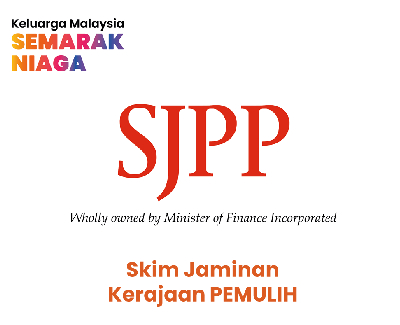 Keluarga Malaysia
SEMARAK
NIAGA
SJPP
Wholly owned by Minister of Finance Incorporated
Skim Jaminan
Kerajaan PEMULIH